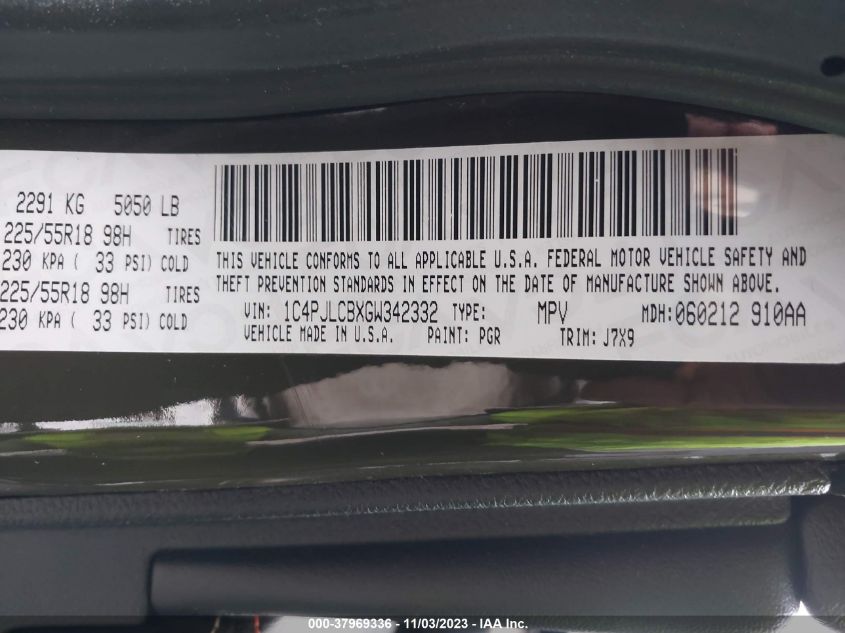 2291 KG 5050 LB
225/55R18 98H TIRES
230 KPA ( 33 PSI) COLD
225/55R18 98H TIRES
230 KPA ( 33 PSI) COLD
THIS VEHICLE CONFORMS TO ALL APPLICABLE U.S.A. FEDERAL MOTOR VEHICLE SAFETY AND
THEFT PREVENTION STANDARDS IN EFFECT ON THE DATE OF MANUFACTURE SHOWN ABOVE.
VIN: 1C4PJLCBXGW342332 TYPE: MPV MDH: 060212 910AA
VEHICLE MADE IN U.S.A. PAINT: PGR TRIM: J7X9
000-37969336 - 11/03/2023 - IAA Inc.